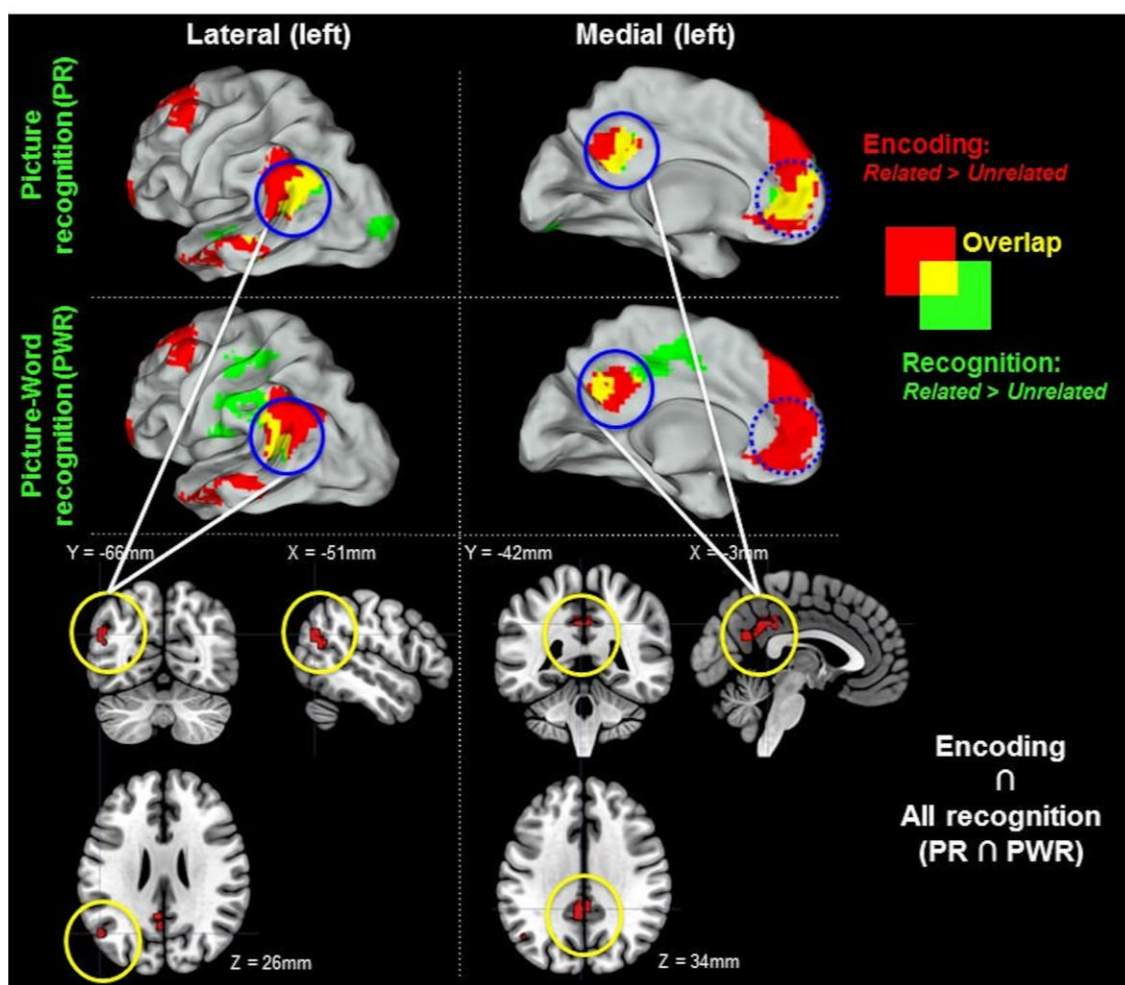 Lateral (left)
Medial (left)
Picture
recognition (PR)
Encoding:
Related > Unrelated
Overlap
Recognition:
Related > Unrelated
Picture-Word
recognition (PWR)
Y = -66mm
X = -51mm
Y = -42mm
X = -3mm
Encoding
∩
All recognition
(PR ∩ PWR)
Z = 26mm
Z = 34mm